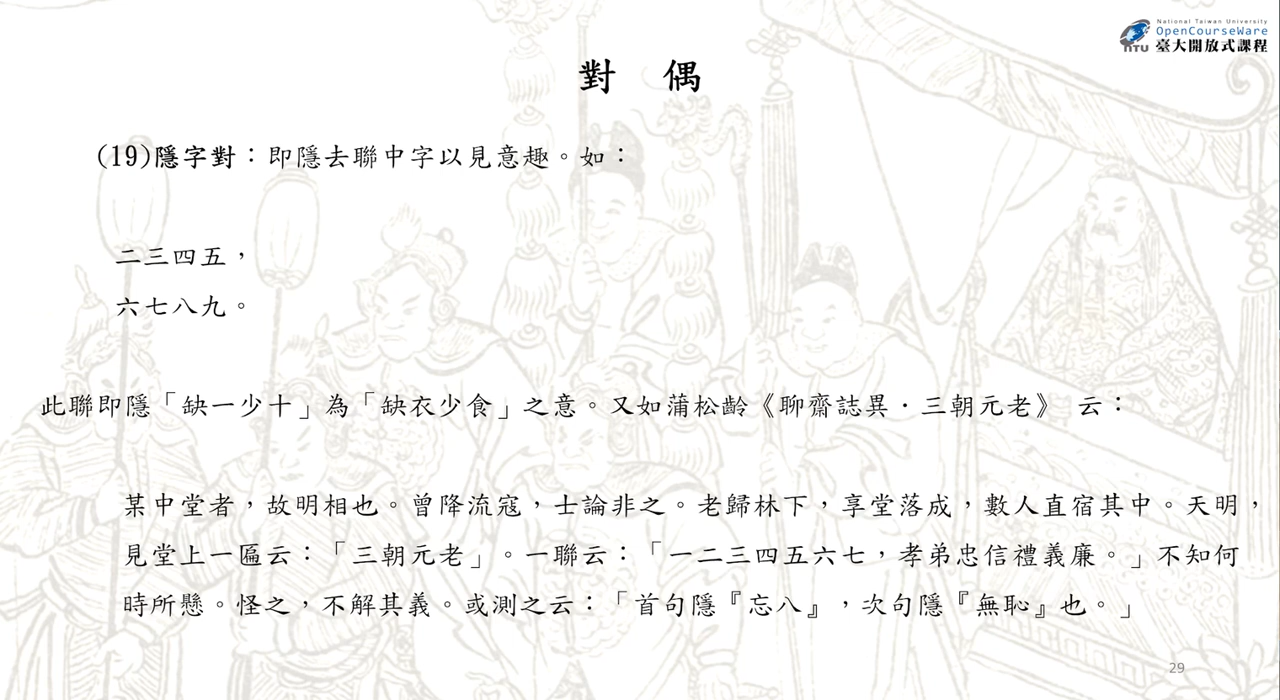 National Taiwan University
OpenCourseWare
NTU 臺大開放式課程
對 偶
(19)隱字對：即隱去聯中字以見意趣。如：
二三四五，
六七八九。
此聯即隱「缺一少十」為「缺衣少食」之意。又如蒲松齡《聊齋誌異·三朝元老》 云：
某中堂者，故明相也。曾降流寇，士論非之。老歸林下，享堂落成，數人直宿其中。天明，
見堂上一匾云：「三朝元老」。一聯云：「一二三四五六七，孝弟忠信禮義廉。」不知何
時所懸。怪之，不解其義。或測之云：「首句隱『忘八』，次句隱『無恥』也。」
29